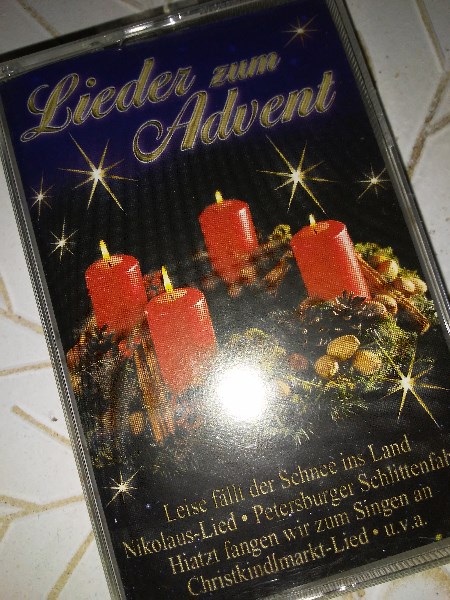 Lieder zum
Advent
Leise fällt der Schnee ins Land
Nikolaus-Lied • Petersburger Schlittenfah
Hiatzt fangen wir zum Singen an
Christkindlmarkt-Lied • u.v.a.